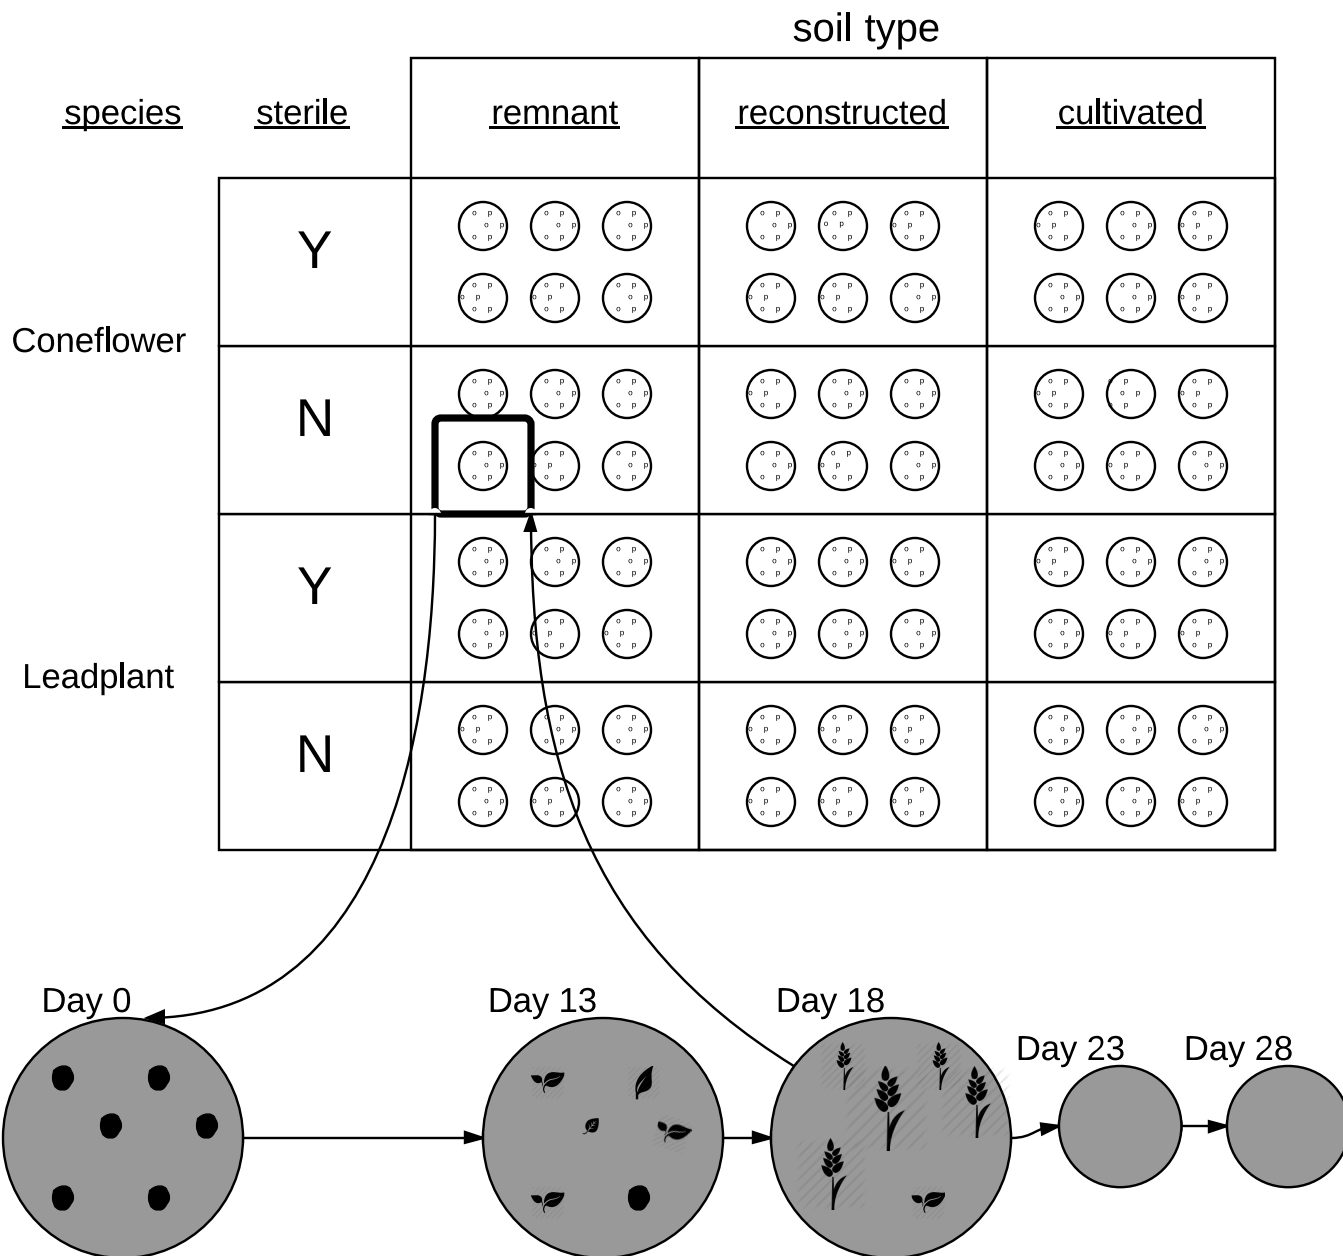 soil type
species sterile remnant reconstructed cultivated
Y
Coneflower
N
Y
Leadplant
N
Day 0 Day 13 Day 18
Day 23 Day 28